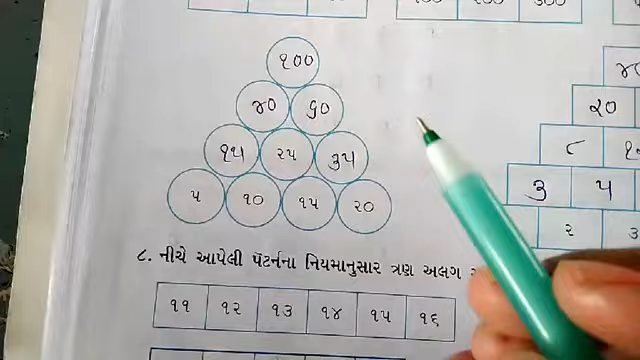 ૧૦૦
૪૦ ૬૦
૨૦
૧૫ ૨૫ ૩૫
૮
૫ ૧૦ ૧૫ ૨૦
૩ ૫
૨ ૩
૮. નીચે આપેલી પૅટર્નના નિયમાનુસાર ત્રણ અલગ
૧૧ ૧૨ ૧૩ ૧૪ ૧૫ ૧૬